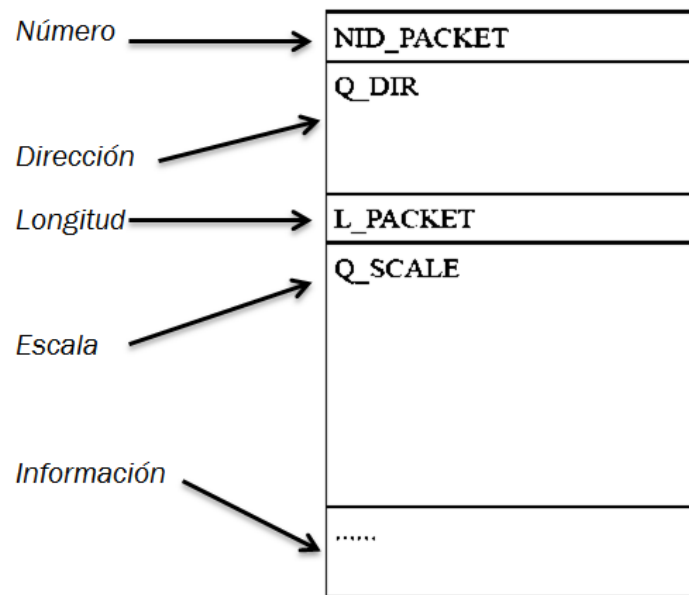 Número
NID_PACKET
Q_DIR
Dirección
Longitud
L_PACKET
Q_SCALE
Escala
Información
......